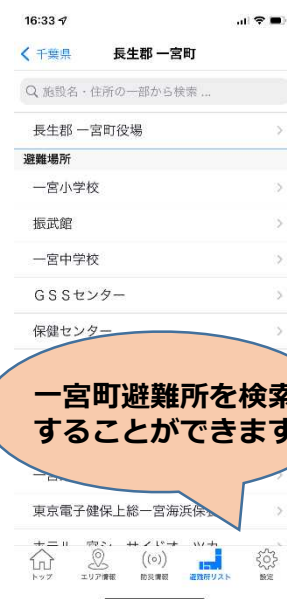 16:33
千葉県
長生郡 一宮町
施設名・住所の一部から検索 ...
長生郡 一宮町役場
避難場所
一宮小学校
振武館
一宮中学校
ＧＳＳセンター
保健センター
一宮町避難所を検索
することができます
東京電子健保上総一宮海浜保
トップ
エリア情報
防災情報
避難所リスト
設定